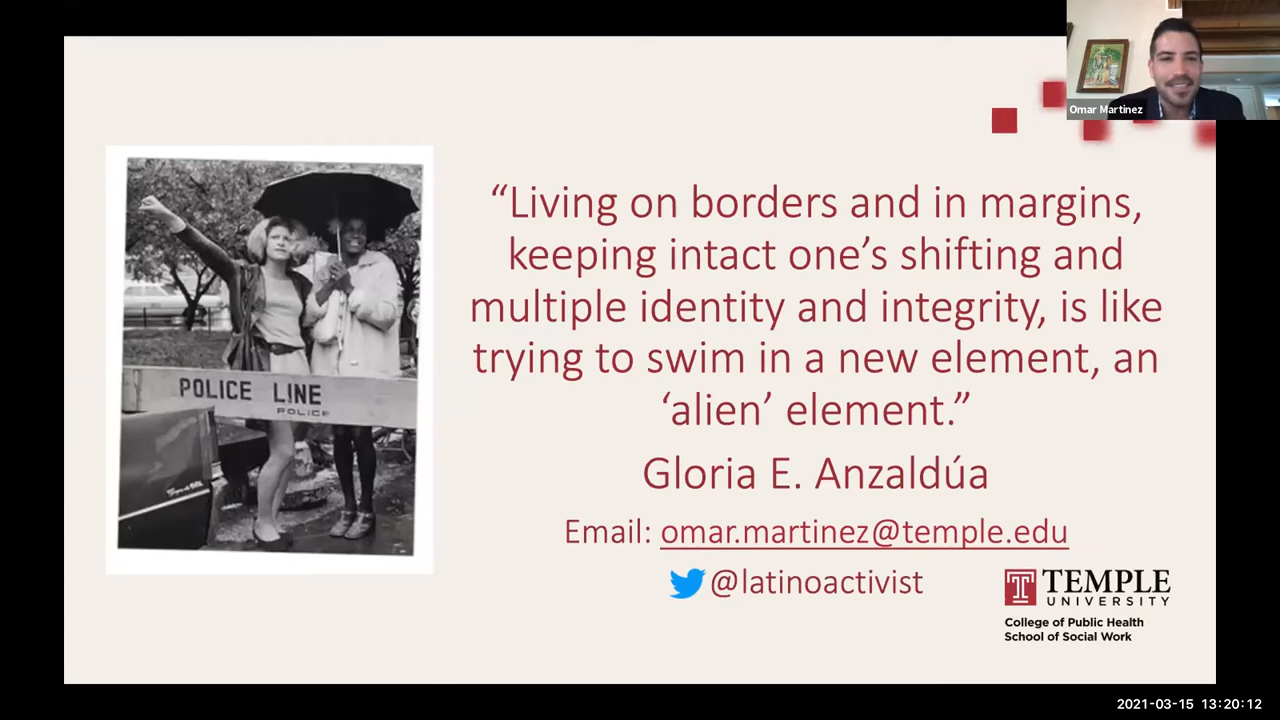 Omar Martinez
“Living on borders and in margins,
keeping intact one’s shifting and
multiple identity and integrity, is like
trying to swim in a new element, an
‘alien’ element.”
Gloria E. Anzaldúa
Email: omar.martinez@temple.edu
@latinoactivist
POLICE LINE
POLICE
TEMPLE
UNIVERSITY
College of Public Health
School of Social Work
2021-03-15 13:20:12